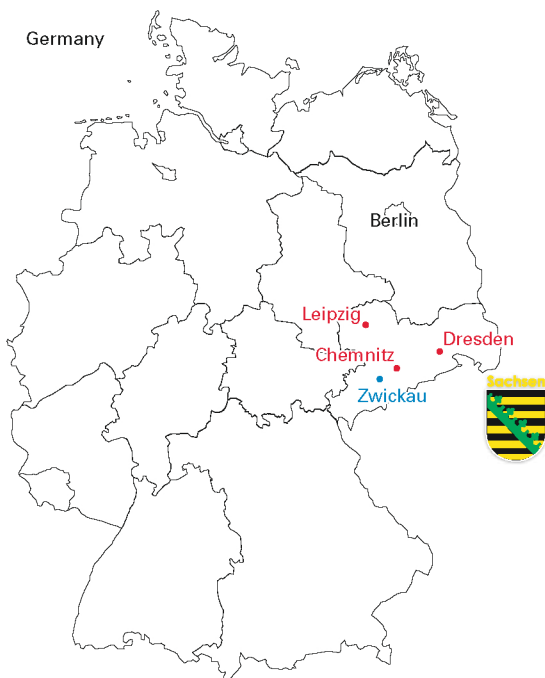 Germany
Berlin
Leipzig
Dresden
Chemnitz
Sachsen
Zwickau